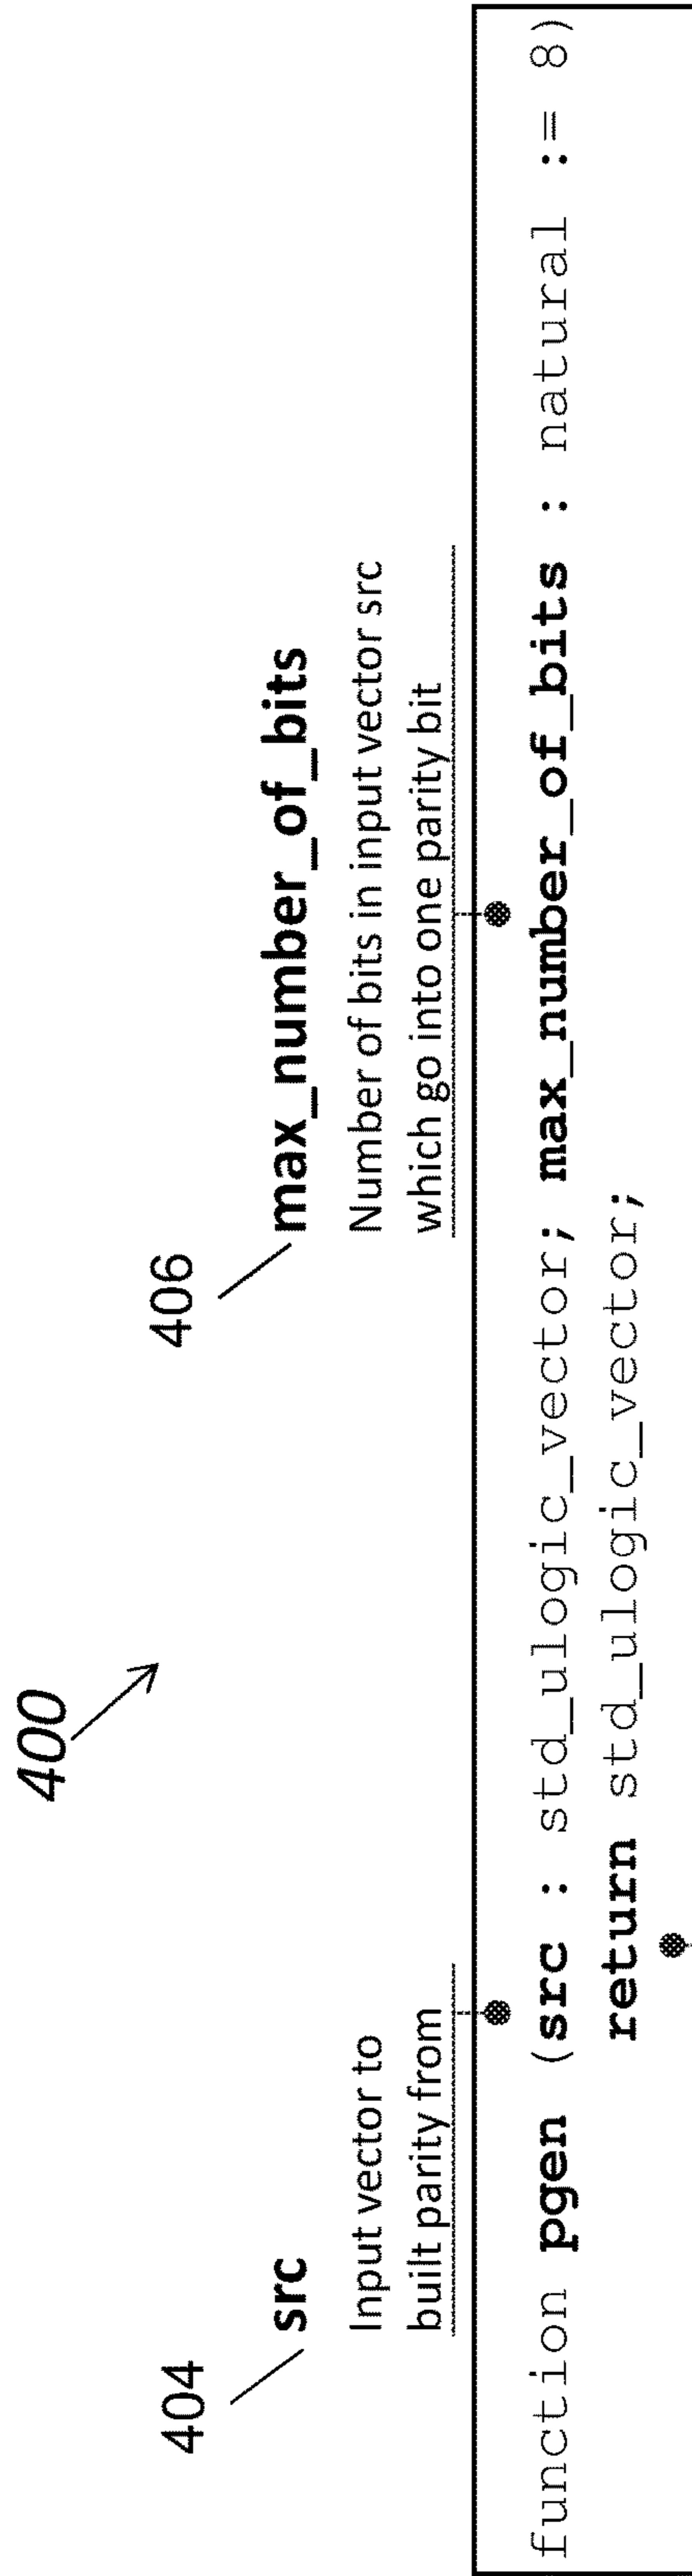 400
404
src
Input vector to
built parity from
406
max_number_of_bits
Number of bits in input vector src
which go into one parity bit
function pgen (src : std_ulogic_vector; max_number_of_bits : natural := 8)
return std_ulogic_vector;